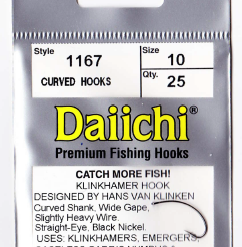 Style Size
1167 10
CURVED HOOKS
Qty.
25
Daiichi®
Premium Fishing Hooks
CATCH MORE FISH!
KLINKHAMER HOOK
DESIGNED BY HANS VAN KLINKEN
Curved Shank, Wide Gape,
Slightly Heavy Wire.
Straight-Eye, Black Nickel.
USES: KLINKHAMERS, EMERGERS,